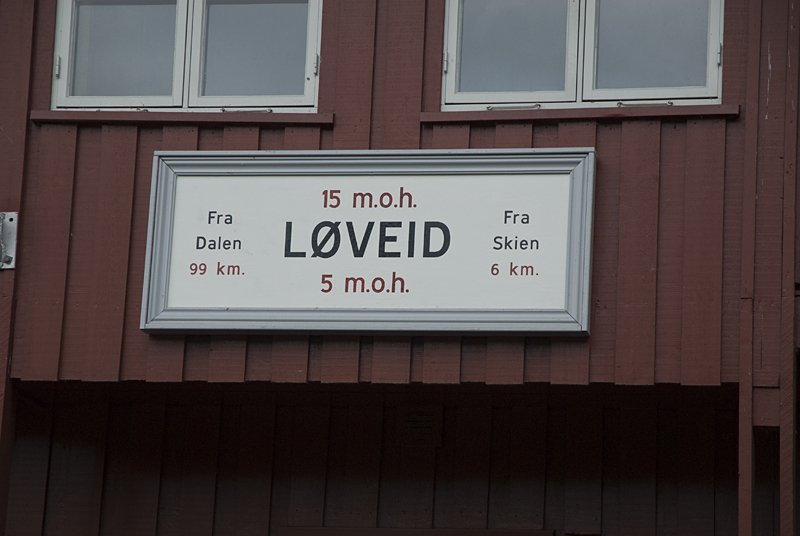 15 m.o.h.
Fra
Dalen
99 km.
LØVEID
Fra
Skien
6 km.
5 m.o.h.